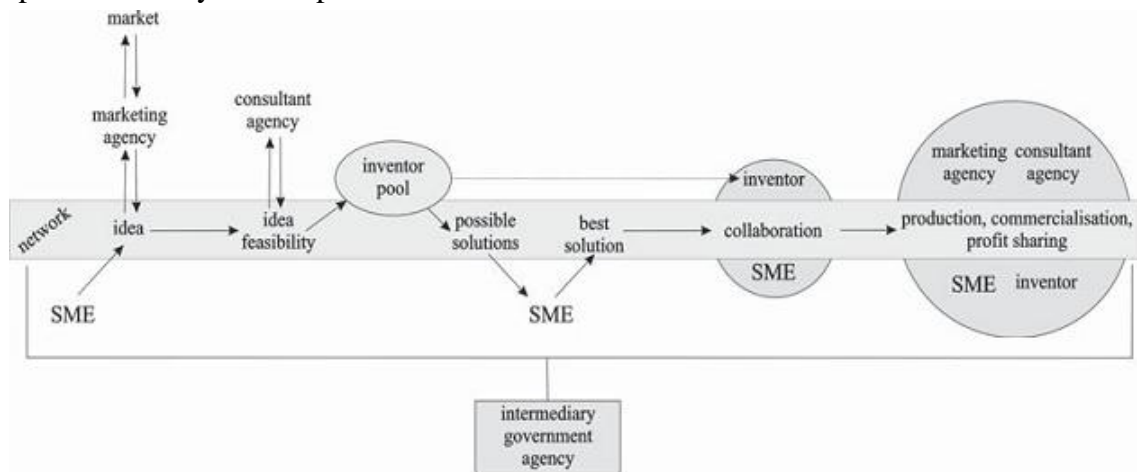 market
marketing
agency
consultant
agency
inventor
pool
network
idea
idea
feasibility
possible
solutions
best
solution
inventor
collaboration
SME
marketing consultant
agency agency
production, commercialisation,
profit sharing
SME inventor
SME
SME
intermediary
government
agency